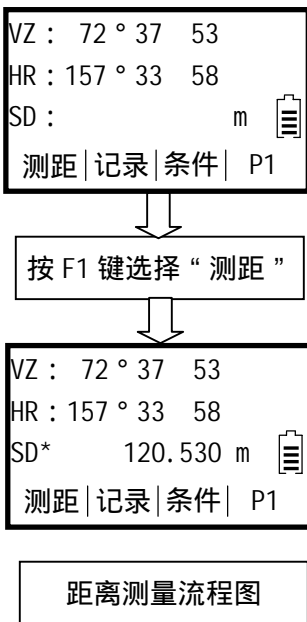 VZ： 72 ° 37 53
HR：157 ° 33 58
SD： m
测距|记录|条件| P1
按 F1 键选择“测距”
VZ： 72 ° 37 53
HR：157 ° 33 58
SD* 120.530 m
测距|记录|条件| P1
距离测量流程图